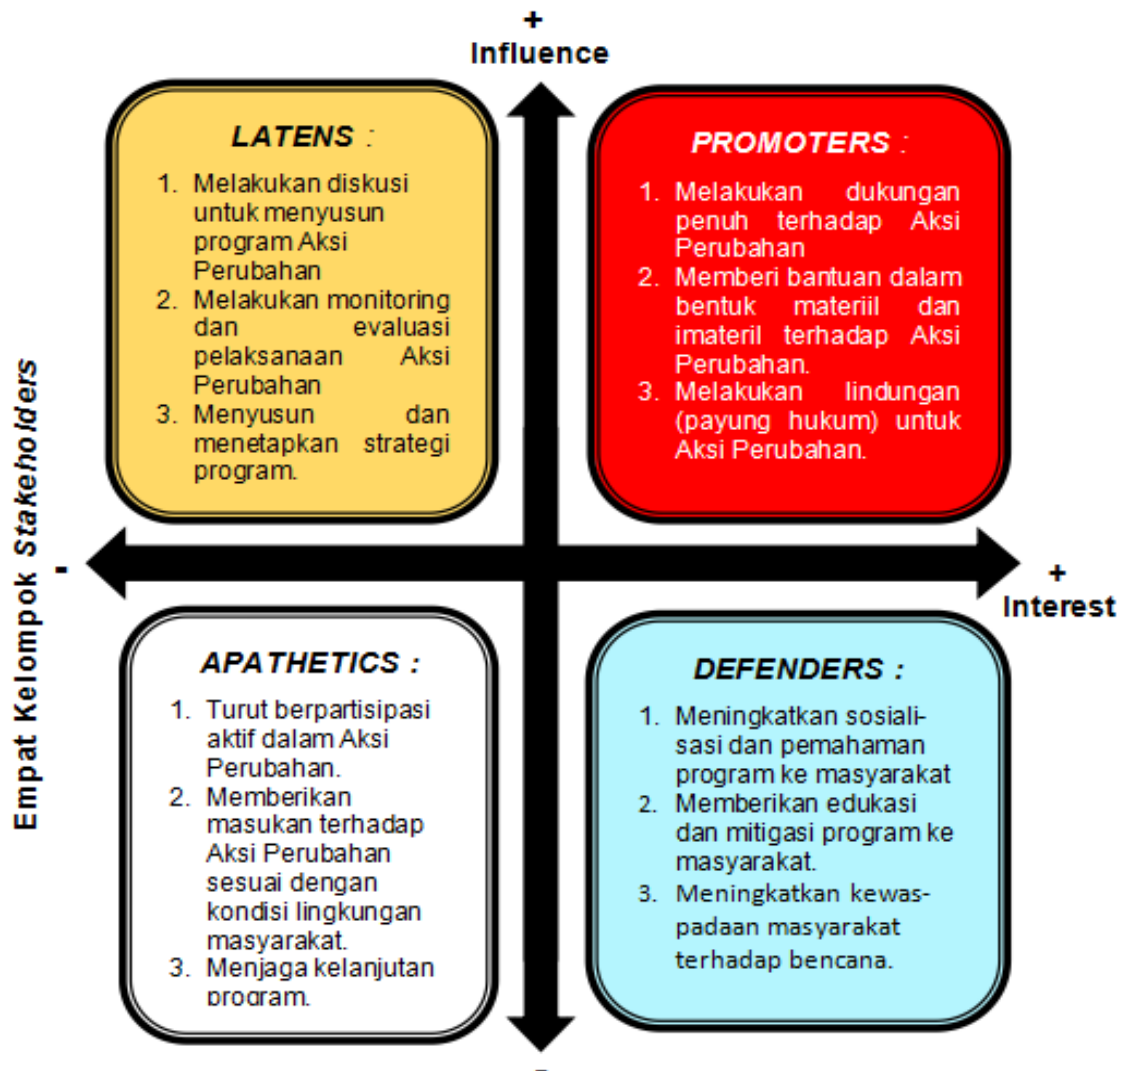 +
Influence
LATENS :
1. Melakukan diskusi
untuk menyusun
program Aksi
Perubahan
2. Melakukan monitoring
dan evaluasi
pelaksanaan Aksi
Perubahan
3. Menyusun dan
menetapkan strategi
program.
PROMOTERS :
1. Melakukan dukungan
penuh terhadap Aksi
Perubahan
2. Memberi bantuan dalam
bentuk materiil dan
imateril terhadap Aksi
Perubahan.
3. Melakukan lindungan
(payung hukum) untuk
Aksi Perubahan.
Empat Kelompok Stakeholders
-
+
Interest
APATHETICS :
1. Turut berpartisipasi
aktif dalam Aksi
Perubahan.
2. Memberikan
masukan terhadap
Aksi Perubahan
sesuai dengan
kondisi lingkungan
masyarakat.
3. Menjaga kelanjutan
program.
DEFENDERS :
1. Meningkatkan sosiali-
sasi dan pemahaman
program ke masyarakat
2. Memberikan edukasi
dan mitigasi program ke
masyarakat.
3. Meningkatkan kewas-
padaan masyarakat
terhadap bencana.
-